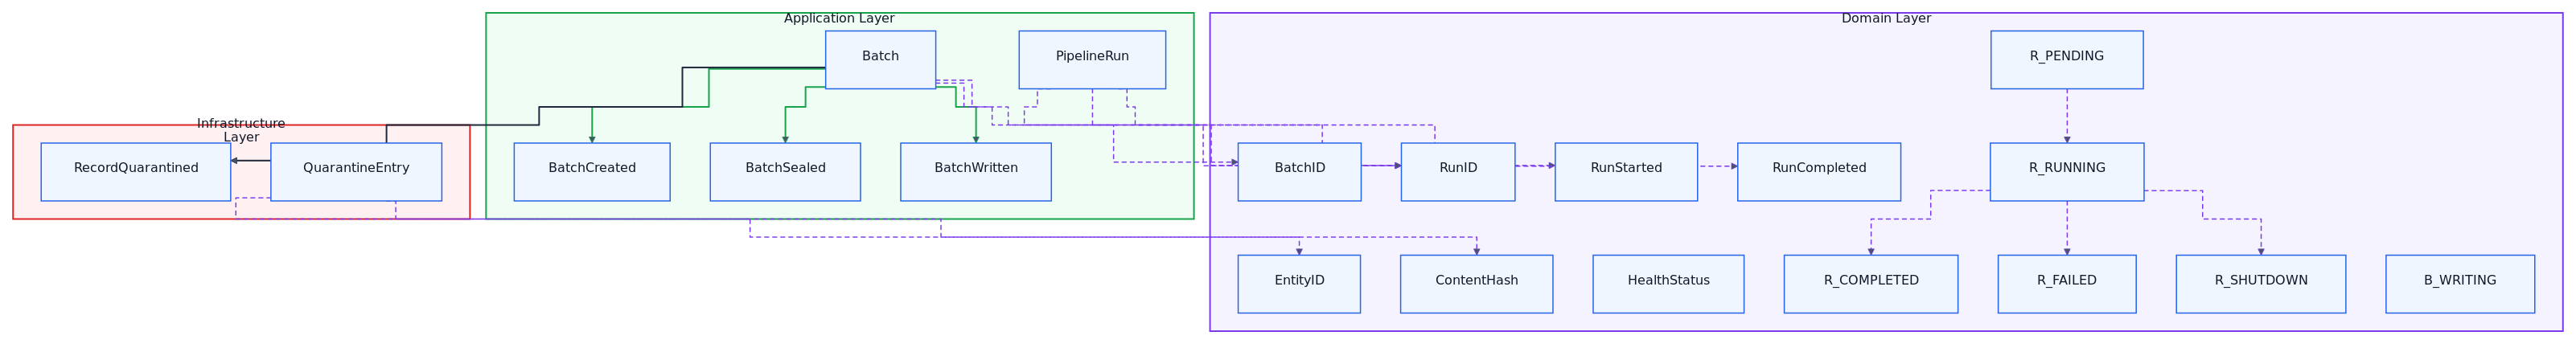 Application Layer
Domain Layer
Batch
PipelineRun
R_PENDING
Infrastructure
Layer
RecordQuarantined
QuarantineEntry
BatchCreated
BatchSealed
BatchWritten
BatchID
RunID
RunStarted
RunCompleted
R_RUNNING
EntityID
ContentHash
HealthStatus
R_COMPLETED
R_FAILED
R_SHUTDOWN
B_WRITING